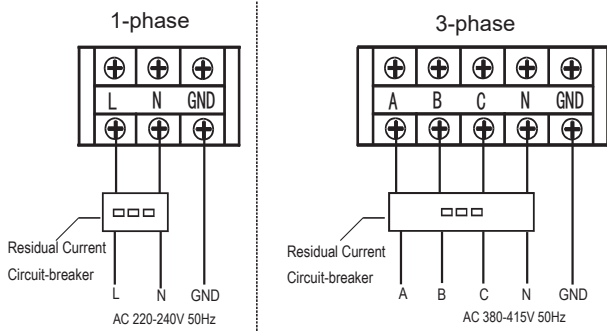 1-phase
L N GND
Residual Current
Circuit-breaker
L N GND
AC 220-240V 50Hz
3-phase
A B C N GND
Residual Current
Circuit-breaker
A B C N GND
AC 380-415V 50Hz